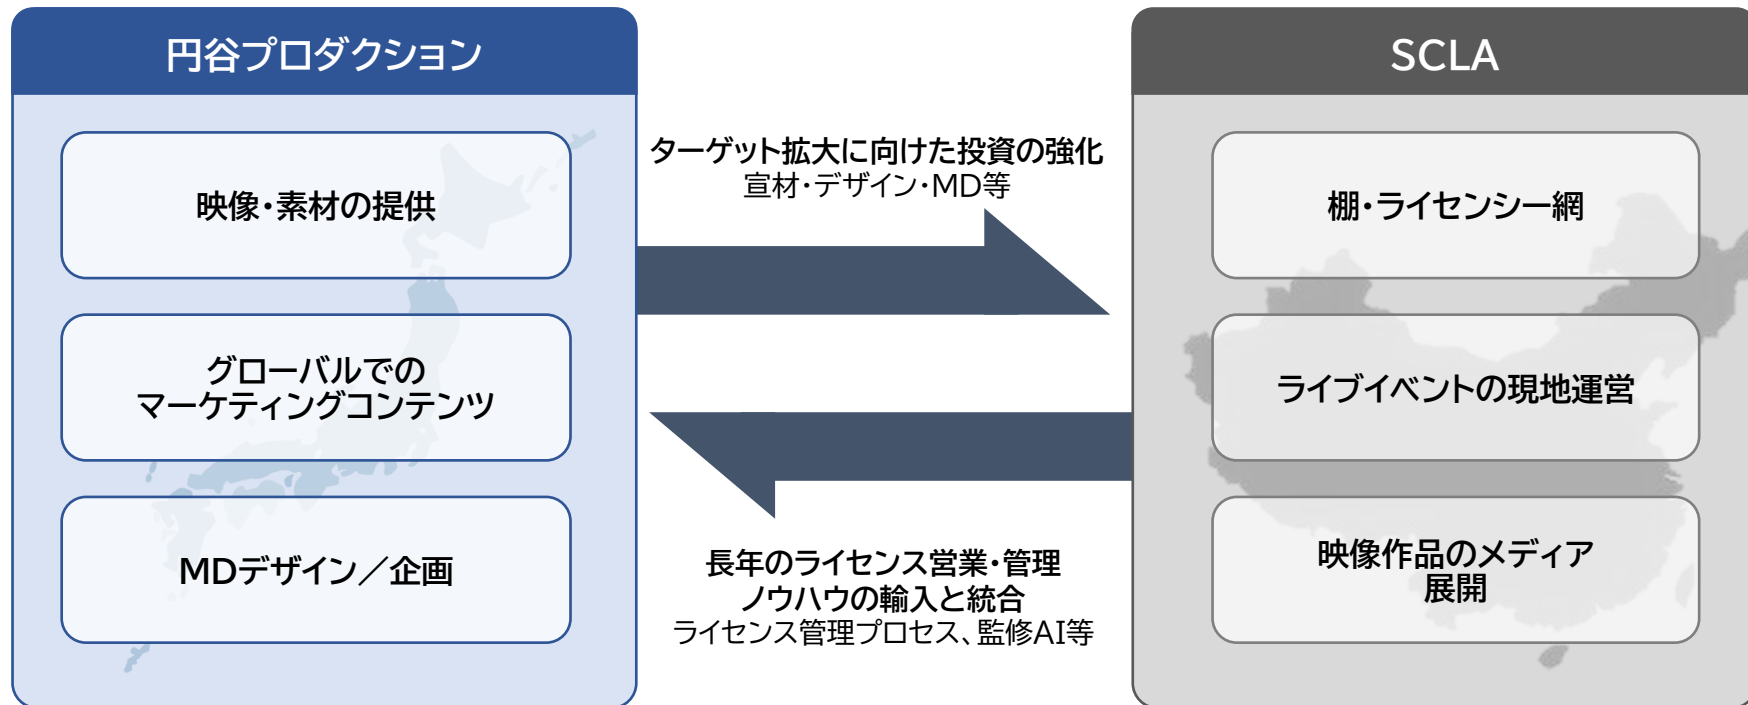 円谷プロダクション
映像・素材の提供
グローバルでの
マーケティングコンテンツ
MDデザイン／企画
ターゲット拡大に向けた投資の強化
宣材・デザイン・MD等
長年のライセンス営業・管理
ノウハウの輸入と統合
ライセンス管理プロセス、監修AI等
SCLA
棚・ライセンシー網
ライブイベントの現地運営
映像作品のメディア
展開